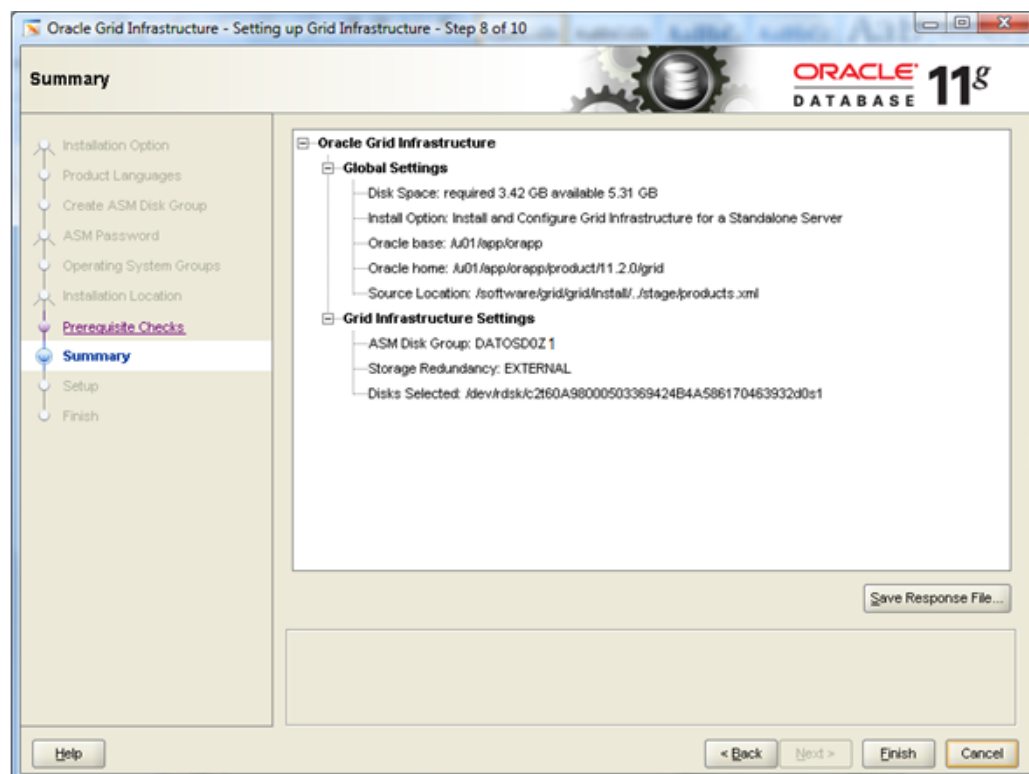 Oracle Grid Infrastructure - Setting up Grid Infrastructure - Step 8 of 10
Summary
ORACLE
DATABASE
11g
Installation Option
Product Languages
Create ASM Disk Group
ASM Password
Operating System Groups
Installation Location
Prerequisite Checks
Summary
Setup
Finish
Oracle Grid Infrastructure
Global Settings
Disk Space: required 3.42 GB available 5.31 GB
Install Option: Install and Configure Grid Infrastructure for a Standalone Server
Oracle base: /u01/app/orapp
Oracle home: /u01/app/orapp/product/11.2.0/grid
Source Location: /software/grid/grid/install/../stage/products.xml
Grid Infrastructure Settings
ASM Disk Group: DATOSD0Z1
Storage Redundancy: EXTERNAL
Disks Selected: /dev/rdsk/c2t60A98000503369424B4A586170463932d0s1
Save Response File...
Help
< Back
Next >
Finish
Cancel